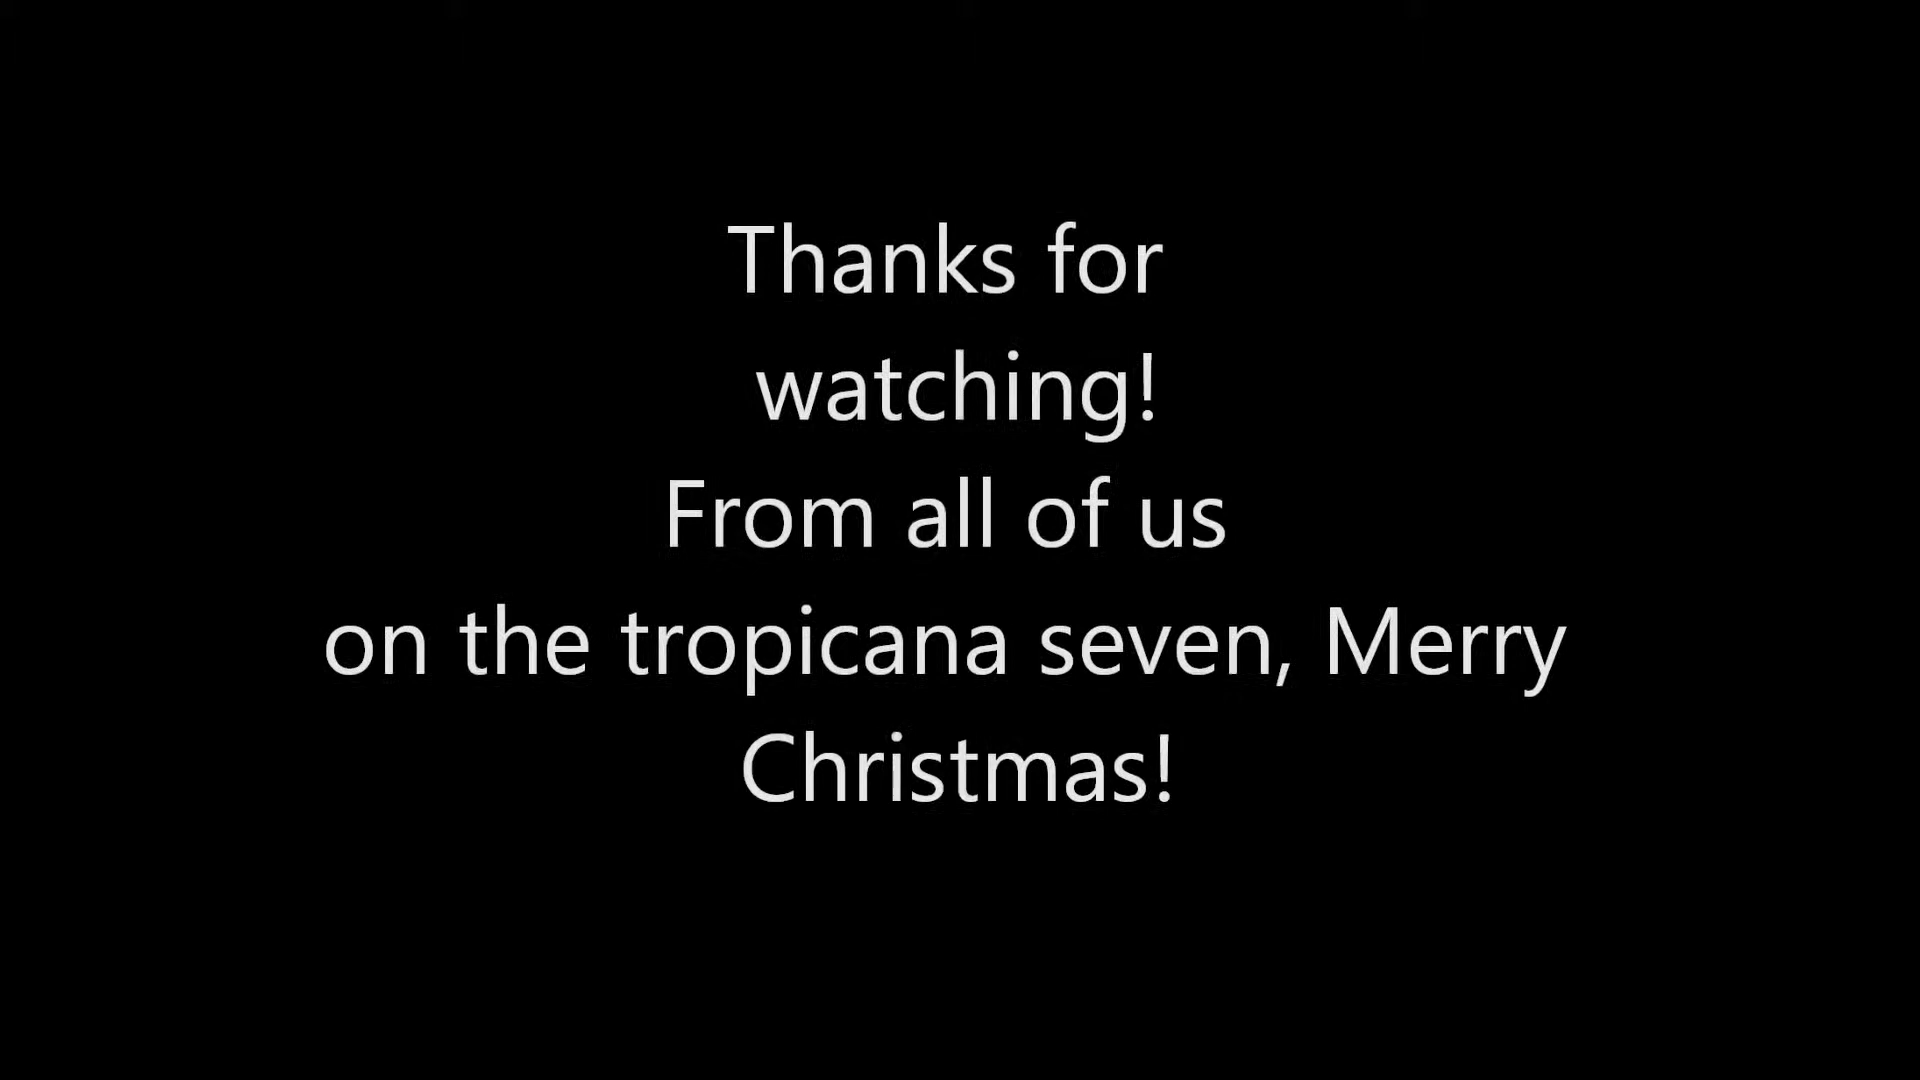 Thanks for
watching!
From all of us
on the tropicana seven, Merry
Christmas!